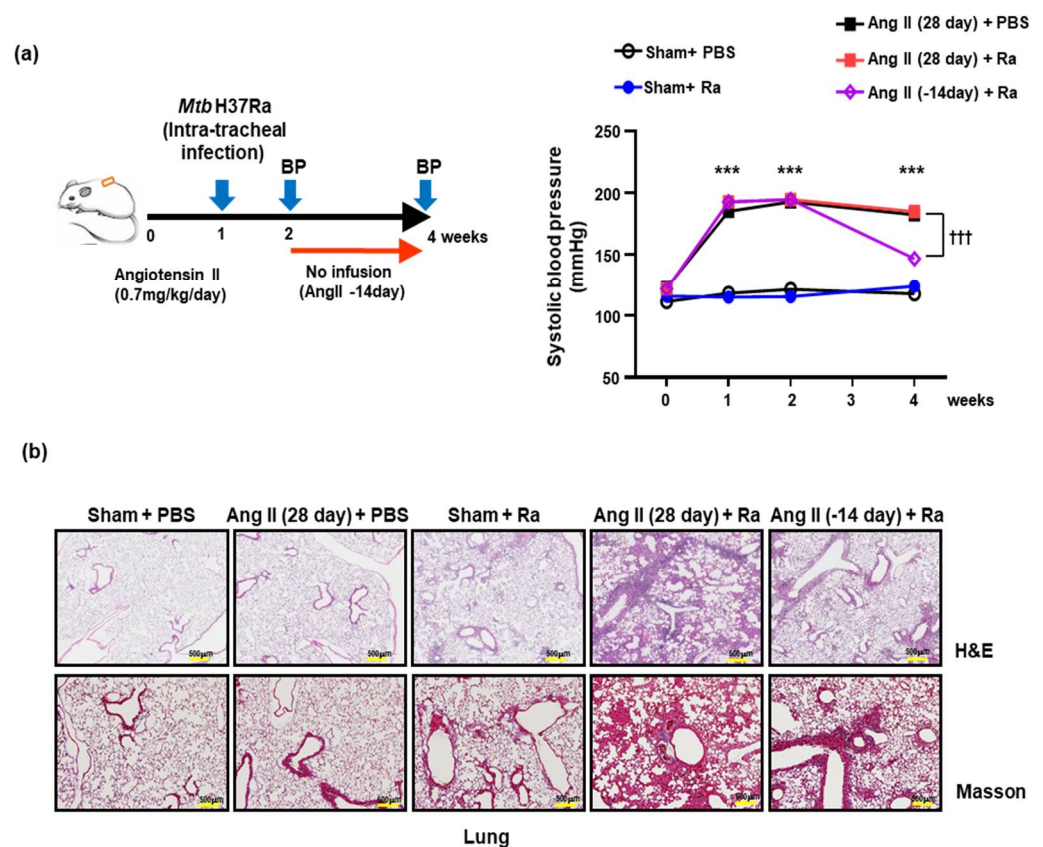 (a)
Mtb H37Ra
(Intra-tracheal
infection)
BP
BP
0
1
2
4 weeks
Angiotensin II
(0.7mg/kg/day)
No infusion
(AngII -14day)
Sham+ PBS
Sham+ Ra
Ang II (28 day) + PBS
Ang II (28 day) + Ra
Ang II (-14day) + Ra
Systolic blood pressure
(mmHg)
250
200
150
100
50
***
***
***
†††
0
1
2
3
4
weeks
(b)
Sham + PBS
Ang II (28 day) + PBS
Sham + Ra
Ang II (28 day) + Ra
Ang II (-14 day) + Ra
500μm
500μm
500μm
500μm
500μm
H&E
500μm
500μm
500μm
500μm
500μm
Masson
Lung